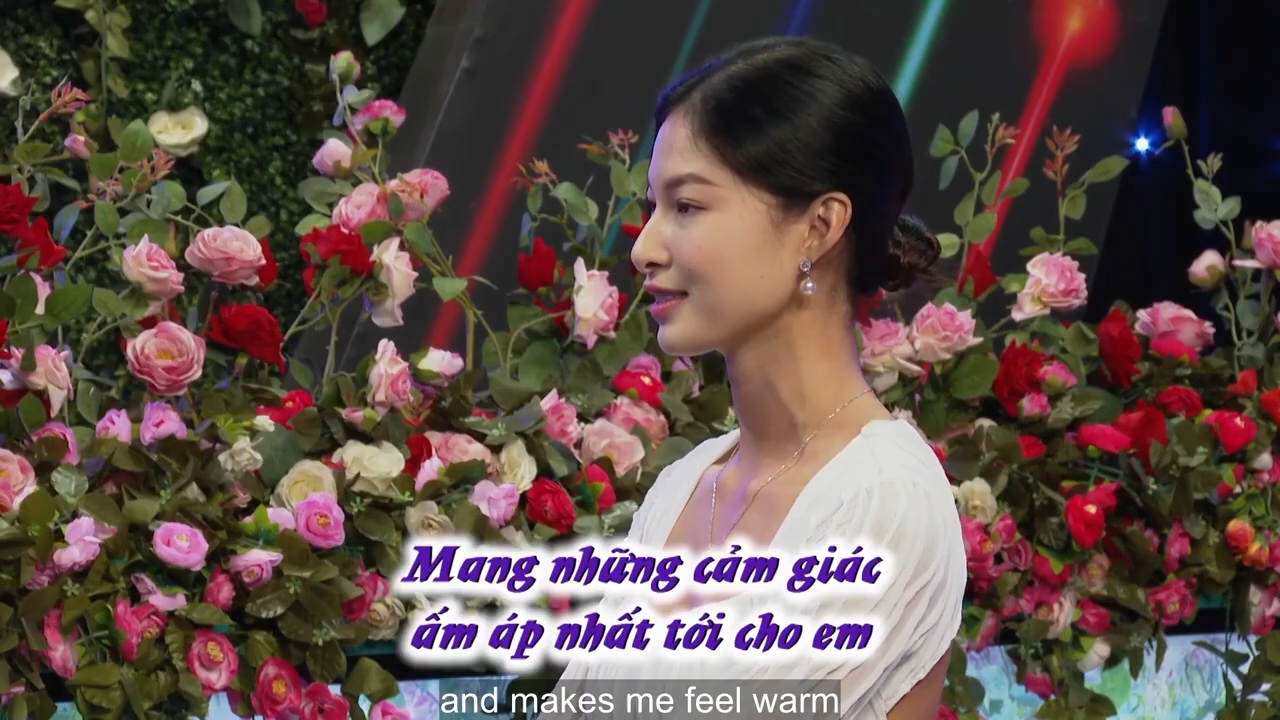 Mang những cảm giác
ấm áp nhất tới cho em
and makes me feel warm